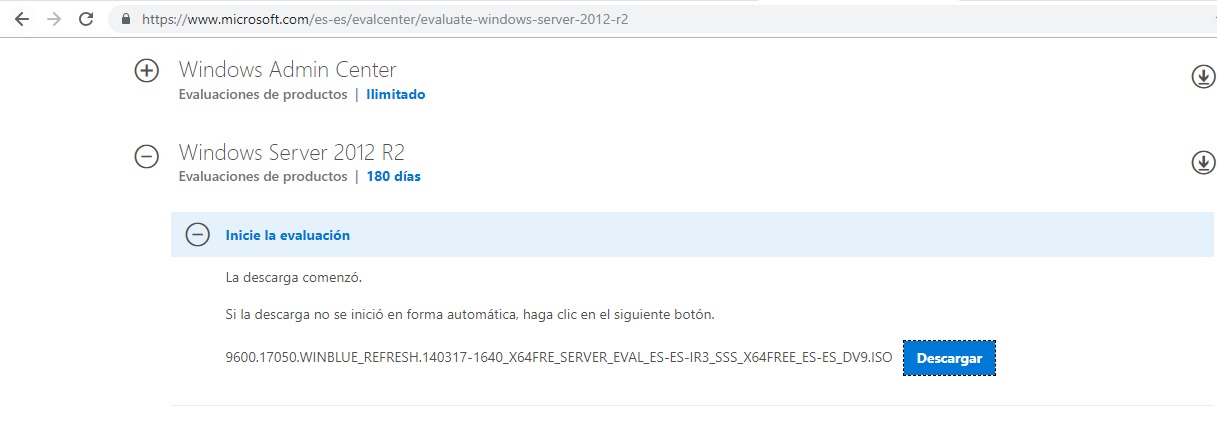 https://www.microsoft.com/es-es/evalcenter/evaluate-windows-server-2012-r2
Windows Admin Center
Evaluaciones de productos | Ilimitado
Windows Server 2012 R2
Evaluaciones de productos | 180 días
Inicie la evaluación
La descarga comenzó.
Si la descarga no se inició en forma automática, haga clic en el siguiente botón.
9600.17050.WINBLUE_REFRESH.140317-1640_X64FRE_SERVER_EVAL_ES-ES-IR3_SSS_X64FREE_ES-ES_DV9.ISO Descargar